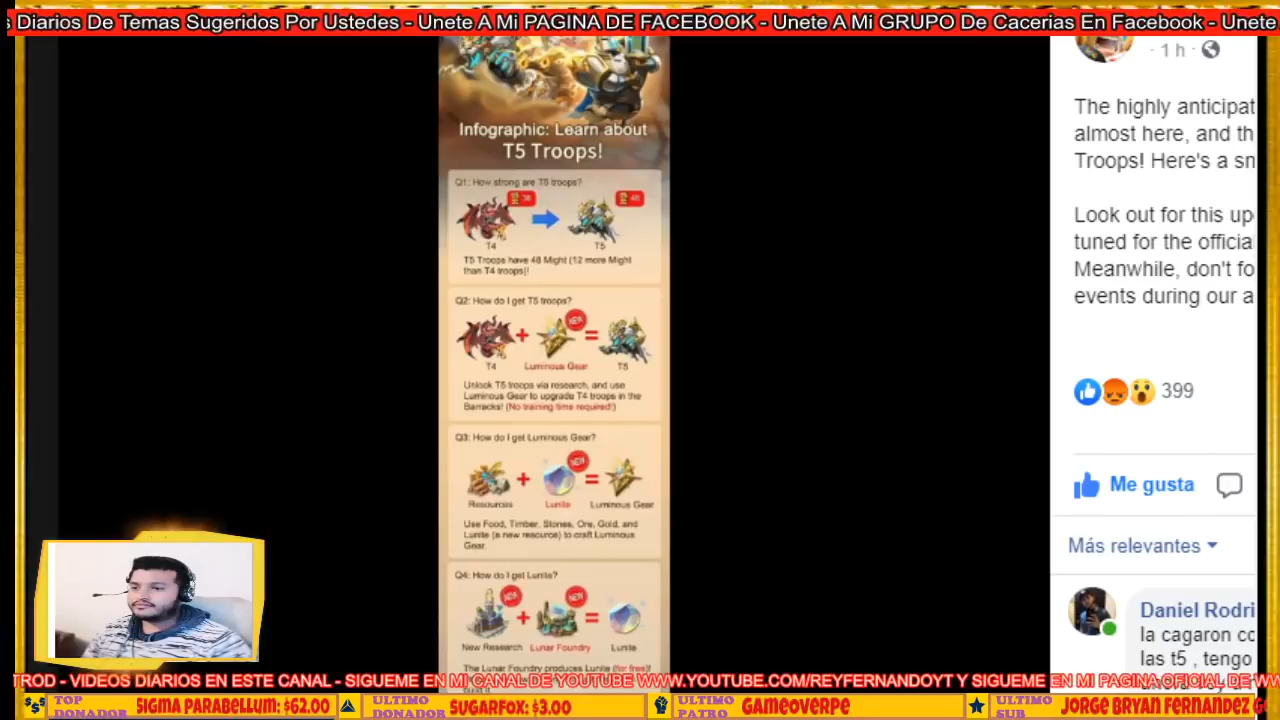 s Diarios De Temas Sugeridos Por Ustedes - Unete A Mi PAGINA DE FACEBOOK - Unete A Mi GRUPO De Cacerias En Facebook - Unete
Infographic: Learn about
T5 Troops!
Q1: How strong are T5 troops?
36
48
T4
T5
T5 Troops have 48 Might (12 more Might
than T4 troops)!
Q2: How do I get T5 troops?
NEW
T4
Luminous Gear
T5
Unlock T5 troops via research, and use
Luminous Gear to upgrade T4 troops in the
Barracks! (No training time required!)
Q3: How do I get Luminous Gear?
NEW
Resources
Lunite
Luminous Gear
Use Food, Timber, Stones, Ore, Gold, and
Lunite (a new resource) to craft Luminous
Gear.
Q4: How do I get Lunite?
NEW
NEW
New Research
Lunar Foundry
Lunite
The Lunar Foundry produces Lunite (for free)!
build it
· 1 h ·
The highly anticipat
almost here, and th
Troops! Here's a sn
Look out for this up
tuned for the officia
Meanwhile, don't fo
events during our a
399
Me gusta
Más relevantes
Daniel Rodri
la cagaron co
las t5 , tengo
TROD - VIDEOS DIARIOS EN ESTE CANAL - SIGUEME EN MI CANAL DE YOUTUBE WWW.YOUTUBE.COM/REYFERNANDOYT Y SIGUEME EN MI PAGINA OFICIAL DE WW
TOP DONADOR
SIGMA PARABELLUM: $62.00
ULTIMO DONADOR
SUGARFOX: $3.00
ULTIMO PATRO
GAMEOVERPE
ULTIMO SUB
JORGE BRYAN FERNANDEZ G